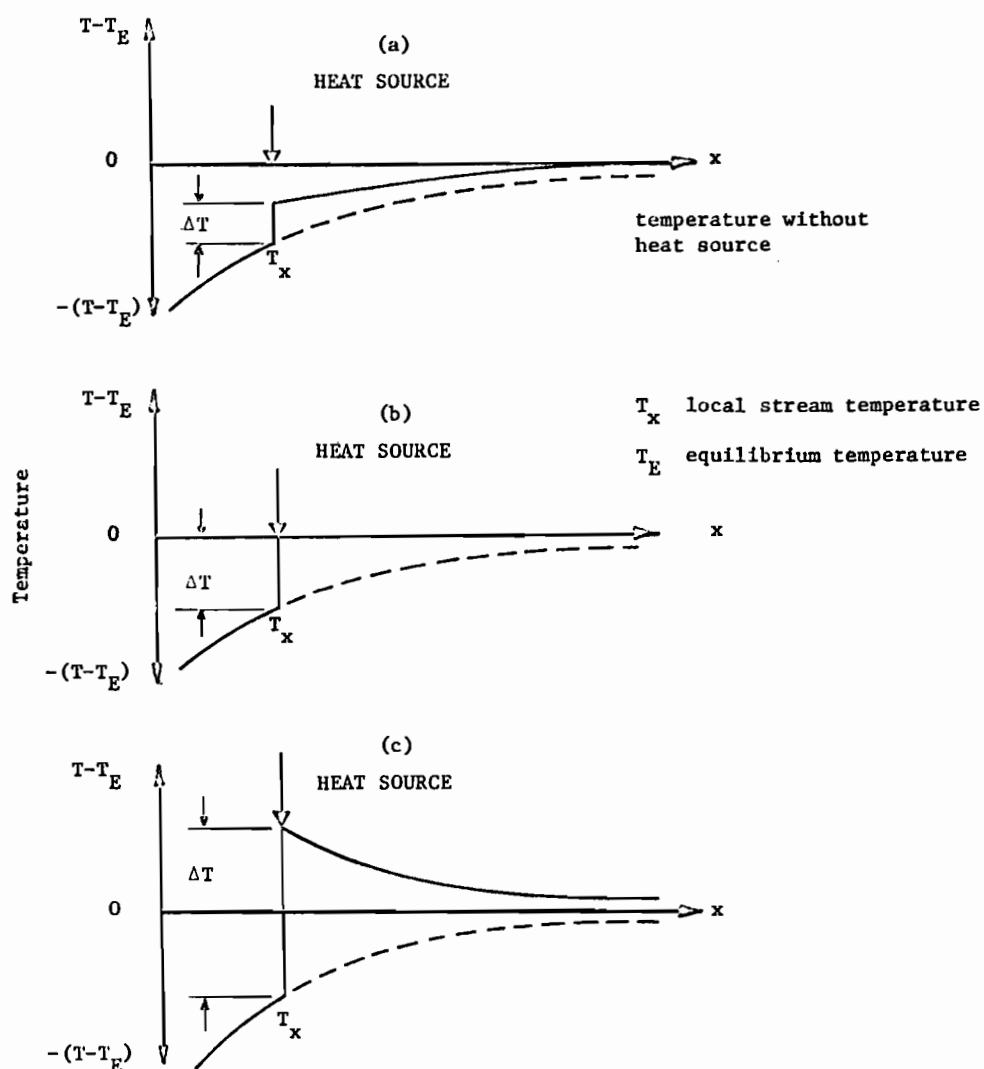 T-T_E
(a)
HEAT SOURCE
0
x
ΔT
T_x
temperature without
heat source
-(T-T_E)
T-T_E
(b)
HEAT SOURCE
T_x local stream temperature
T_E equilibrium temperature
Temperature
0
x
ΔT
T_x
-(T-T_E)
(c)
T-T_E
HEAT SOURCE
ΔT
0
x
T_x
-(T-T_E)